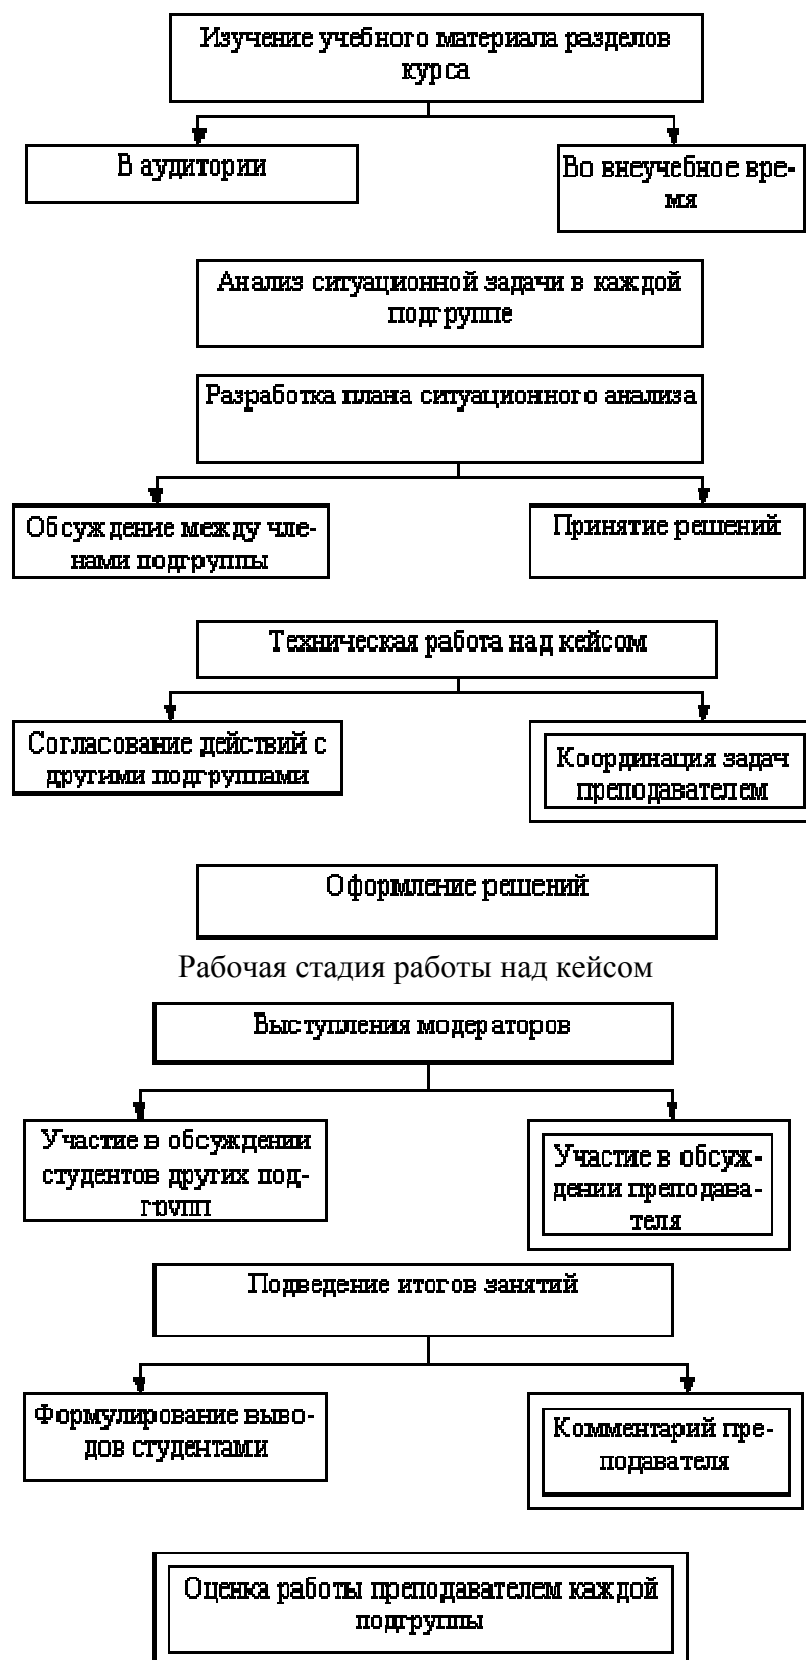 Изучение учебного материала разделов
курса
В аудитории
Во внеучебное вре-
мя
Анализ ситуационной задачи в каждой
подгруппе
Разработка плана ситуационного анализа
Обсуждение между чле-
нами подгруппы
Принятие решений
Техническая работа над кейсом
Согласование действий с
другими подгруппами
Координация задач
преподавателем
Оформление решений
Рабочая стадия работы над кейсом
Выступления модераторов
Участие в обсуждении
студентов других под-
групп
Участие в обсуж-
дении преподава-
теля
Подведение итогов занятий
Формулирование выво-
дов студентами
Комментарий пре-
подавателя
Оценка работы преподавателем каждой
подгруппы